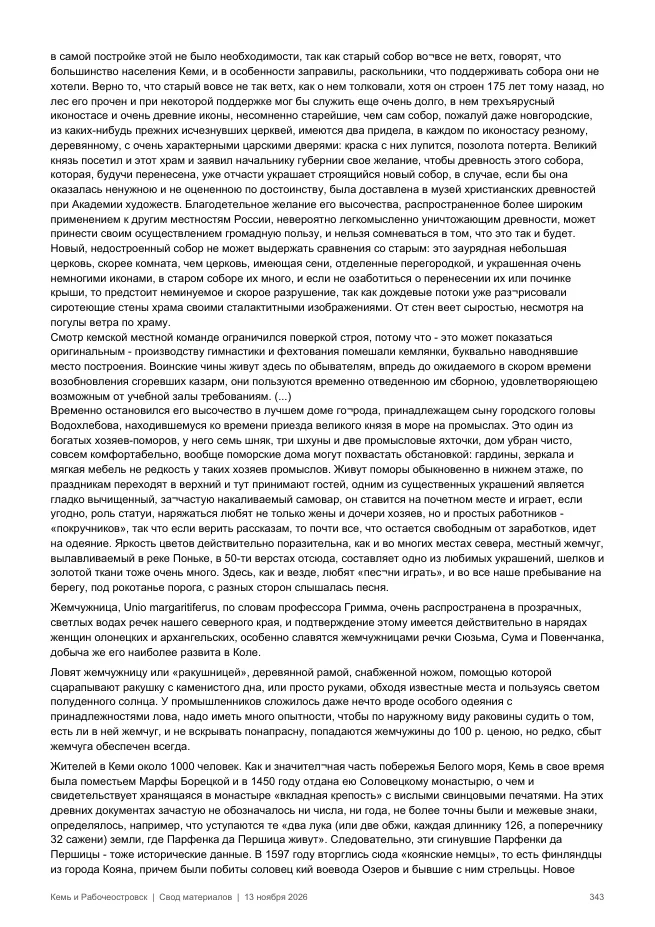 в самой постройке этой не было необходимости, так как старый собор во¬все не ветх, говорят, что
большинство населения Кеми, и в особенности заправилы, раскольники, что поддерживать собора они не
хотели. Верно то, что старый вовсе не так ветх, как о нем толковали, хотя он строен 175 лет тому назад, но
лес его прочен и при некоторой поддержке мог бы служить еще очень долго, в нем трехъярусный
иконостасе и очень древние иконы, несомненно старейшие, чем сам собор, пожалуй даже новгородские,
из каких-нибудь прежних исчезнувших церквей, имеются два придела, в каждом по иконостасу резному,
деревянному, с очень характерными царскими дверями: краска с них лупится, позолота потерта. Великий
князь посетил и этот храм и заявил начальнику губернии свое желание, чтобы древность этого собора,
которая, будучи перенесена, уже отчасти украшает строящийся новый собор, в случае, если бы она
оказалась ненужною и не оцененною по достоинству, была доставлена в музей христианских древностей
при Академии художеств. Благодетельное желание его высочества, распространенное более широким
применением к другим местностям России, невероятно легкомысленно уничтожающим древности, может
принести своим осуществлением громадную пользу, и нельзя сомневаться в том, что это так и будет.
Новый, недостроенный собор не может выдержать сравнения со старым: это заурядная небольшая
церковь, скорее комната, чем церковь, имеющая сени, отделенные перегородкой, и украшенная очень
немногими иконами, в старом соборе их много, и если не озаботиться о перенесении их или починке
крыши, то предстоит неминуемое и скорое разрушение, так как дождевые потоки уже раз¬рисовали
сиротеющие стены храма своими сталактитными изображениями. От стен веет сыростью, несмотря на
погулы ветра по храму.
Смотр кемской местной команде ограничился поверкой строя, потому что - это может показаться
оригинальным - производству гимнастики и фехтования помешали кемлянки, буквально наводнявшие
место построения. Воинские чины живут здесь по обывателям, впредь до ожидаемого в скором времени
возобновления сгоревших казарм, они пользуются временно отведенною им сборною, удовлетворяющею
возможным от учебной залы требованиям. (...)
Временно остановился его высочество в лучшем доме го¬рода, принадлежащем сыну городского головы
Водохлебова, находившемуся ко времени приезда великого князя в море на промыслах. Это один из
богатых хозяев-поморов, у него семь шняк, три шхуны и две промысловые яхточки, дом убран чисто,
совсем комфортабельно, вообще поморские дома могут похвастать обстановкой: гардины, зеркала и
мягкая мебель не редкость у таких хозяев промыслов. Живут поморы обыкновенно в нижнем этаже, по
праздникам переходят в верхний и тут принимают гостей, одним из существенных украшений является
гладко вычищенный, за¬частую накаливаемый самовар, он ставится на почетном месте и играет, если
угодно, роль статуи, наряжаться любят не только жены и дочери хозяев, но и простых работников -
«покручников», так что если верить рассказам, то почти все, что остается свободным от заработков, идет
на одеяние. Яркость цветов действительно поразительна, как и во многих местах севера, местный жемчуг,
вылавливаемый в реке Поньке, в 50-ти верстах отсюда, составляет одно из любимых украшений, шелков и
золотой ткани тоже очень много. Здесь, как и везде, любят «пес¬ни играть», и во все наше пребывание на
берегу, под рокотанье порога, с разных сторон слышалась песня.
Жемчужница, Unio margaritiferus, по словам профессора Гримма, очень распространена в прозрачных,
светлых водах речек нашего северного края, и подтверждение этому имеется действительно в нарядах
женщин олонецких и архангельских, особенно славятся жемчужницами речки Сюзьма, Сума и Повенчанка,
добыча же его наиболее развита в Коле.
Ловят жемчужницу или «ракушницей», деревянной рамой, снабженной ножом, помощью которой
сцарапывают ракушку с каменистого дна, или просто руками, обходя известные места и пользуясь светом
полуденного солнца. У промышленников сложилось даже нечто вроде особого одеяния с
принадлежностями лова, надо иметь много опытности, чтобы по наружному виду раковины судить о том,
есть ли в ней жемчуг, и не вскрывать понапрасну, попадаются жемчужины до 100 р. ценою, но редко, сбыт
жемчуга обеспечен всегда.
Жителей в Кеми около 1000 человек. Как и значител¬ная часть побережья Белого моря, Кемь в свое время
была поместьем Марфы Борецкой и в 1450 году отдана ею Соловецкому монастырю, о чем и
свидетельствует хранящаяся в монастыре «вкладная крепость» с вислыми свинцовыми печатями. На этих
древних документах зачастую не обозначалось ни числа, ни года, не более точны были и межевые знаки,
определялось, например, что уступаются те «два лука (или две обжи, каждая длиннику 126, а поперечнику
32 сажени) земли, где Парфенка да Першица живут». Следовательно, эти сгинувшие Парфенки да
Першицы - тоже исторические данные. В 1597 году вторглись сюда «коянские немцы», то есть финляндцы
из города Кояна, причем были побиты соловец кий воевода Озеров и бывшие с ним стрельцы. Новое
Кемь и Рабочеостровск | Свод материалов | 13 ноября 2026
343